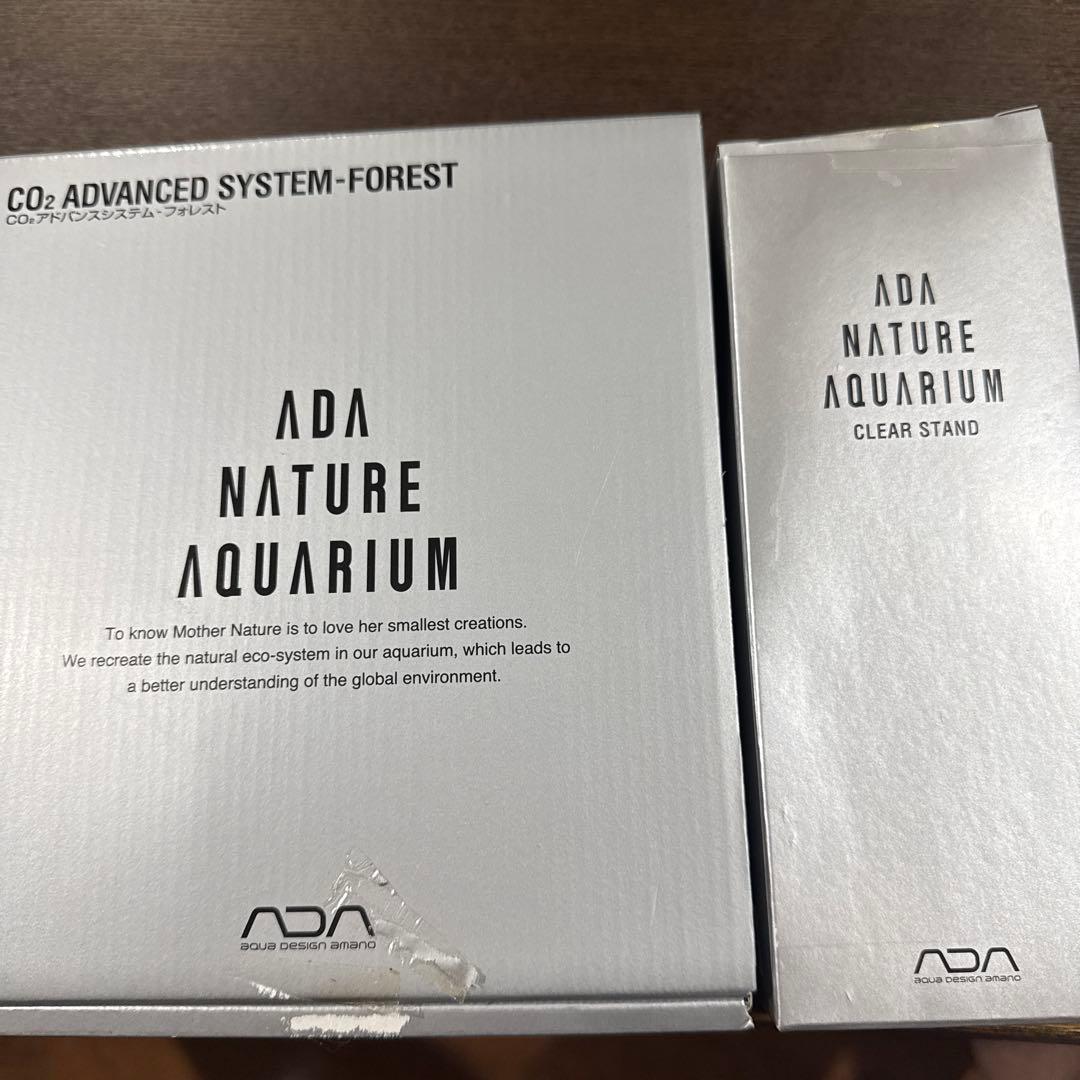 CO₂ ADVANCED SYSTEM-FOREST
CO₂アドバンスシステム-フォレスト
ADA
NATURE
AQUARIUM
To know Mother Nature is to love her smallest creations.
We recreate the natural eco-system in our aquarium, which leads to
a better understanding of the global environment.
ADA
aqua design amano
ADA
NATURE
AQUARIUM
CLEAR STAND
ADA
aqua design amano